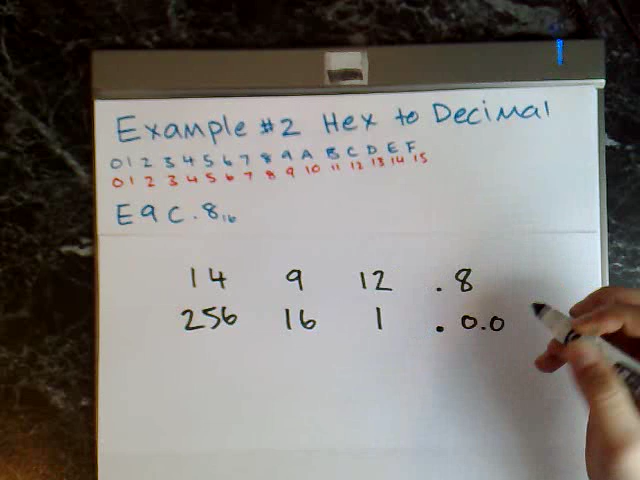 Example #2 Hex to Decimal
0 1 2 3 4 5 6 7 8 9 A B C D E F
0 1 2 3 4 5 6 7 8 9 10 11 12 13 14 15
E9C.8₁₆
14 9 12 .8
256 16 1 .0.0